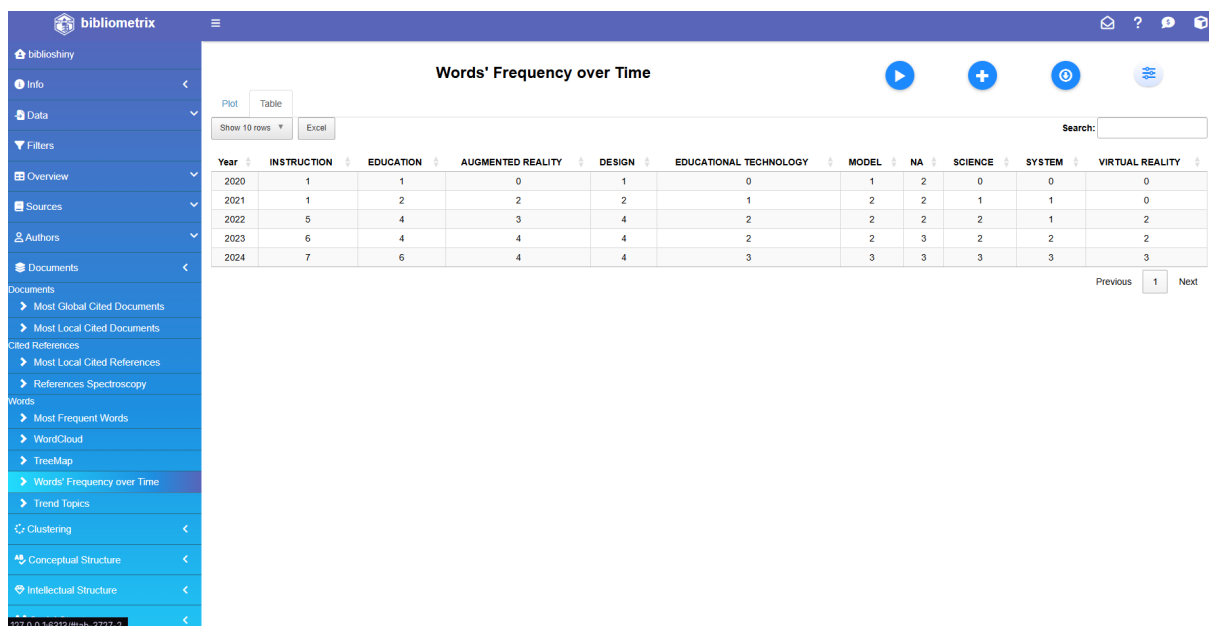 bibliometrix
biblioshiny
Info
Data
Filters
Overview
Sources
Authors
Documents
Documents
Most Global Cited Documents
Most Local Cited Documents
Cited References
Most Local Cited References
References Spectroscopy
Words
Most Frequent Words
WordCloud
TreeMap
Words' Frequency over Time
Trend Topics
Clustering
Conceptual Structure
Intellectual Structure
Words' Frequency over Time
Plot Table
Show 10 rows Excel Search:
Year INSTRUCTION EDUCATION AUGMENTED REALITY DESIGN EDUCATIONAL TECHNOLOGY MODEL NA SCIENCE SYSTEM VIRTUAL REALITY
2020 1 1 0 1 0 1 2 0 0 0
2021 1 2 2 2 1 2 2 1 1 0
2022 5 4 3 4 2 2 2 2 1 2
2023 6 4 4 4 2 2 3 2 2 2
2024 7 6 4 4 3 3 3 3 3 3
Previous 1 Next